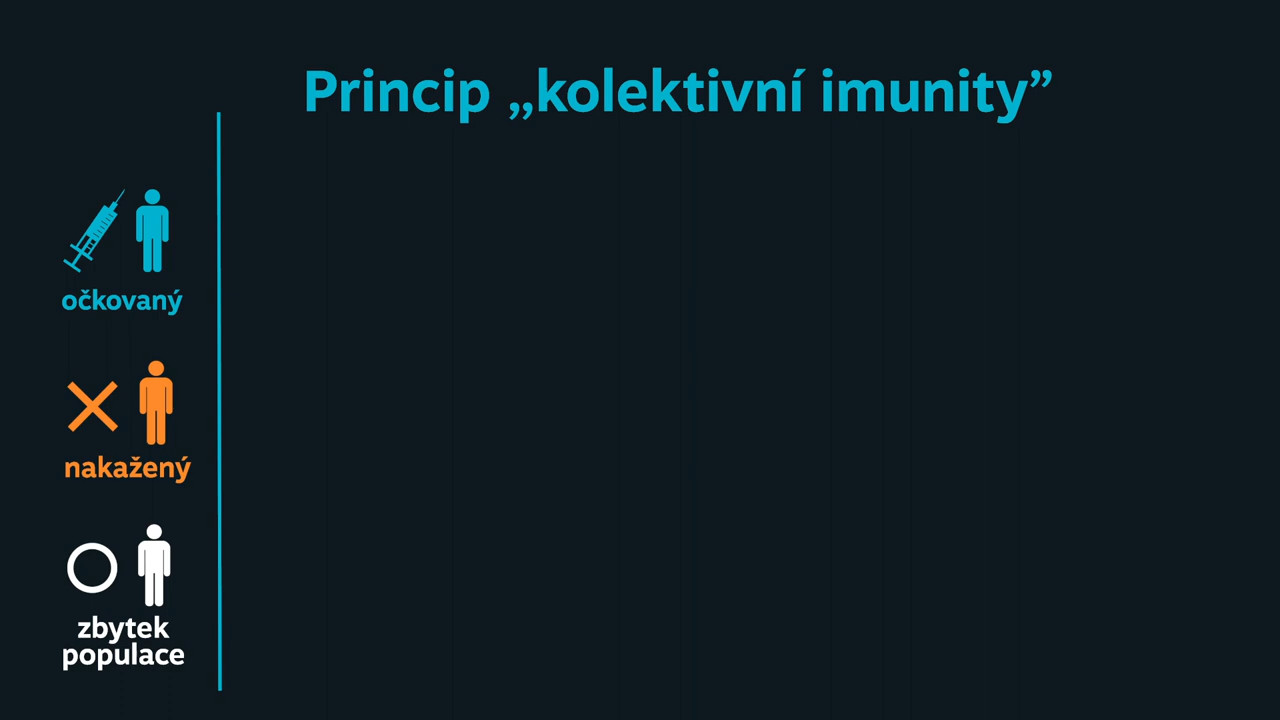 Princip „kolektivní imunity”
očkovaný
nakažený
zbytek
populace